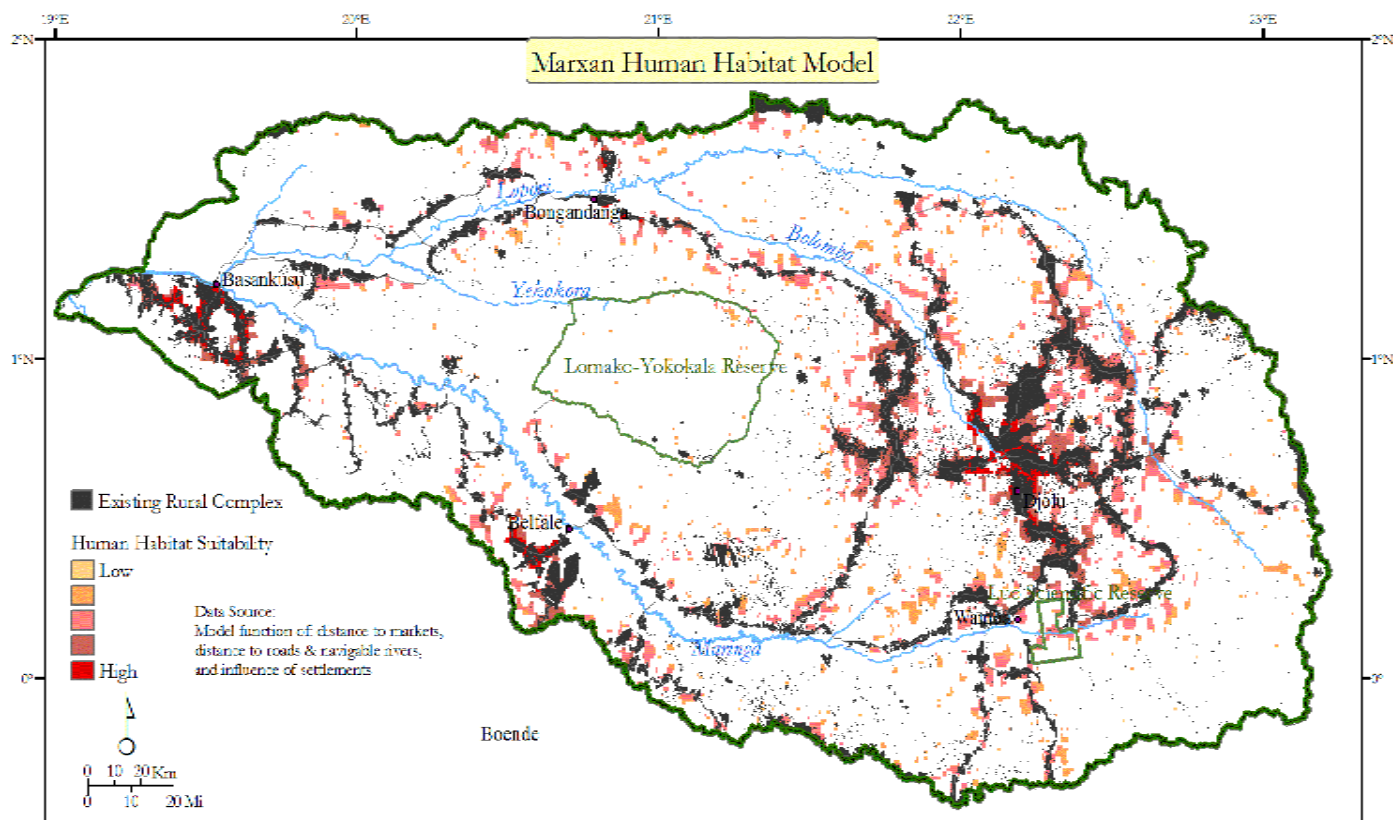 19°E 20°E 21°E 22°E 23°E
2°N 2°N
Marxan Human Habitat Model
Lopori
Bongandanga
Bolombo
Basankusu
Yekokora
1°N 1°N
Lomako-Yokokala Reserve
Existing Rural Complex
Djolu
Befale
Human Habitat Suitability
Low
Luo Scientific Reserve
Data Source:
Wamba
Model function of distance to markets,
distance to roads & navigable rivers,
Maringa
and influence of settlements
High
0° 0°
Boende
0 10 20 Km
0 10 20 Mi